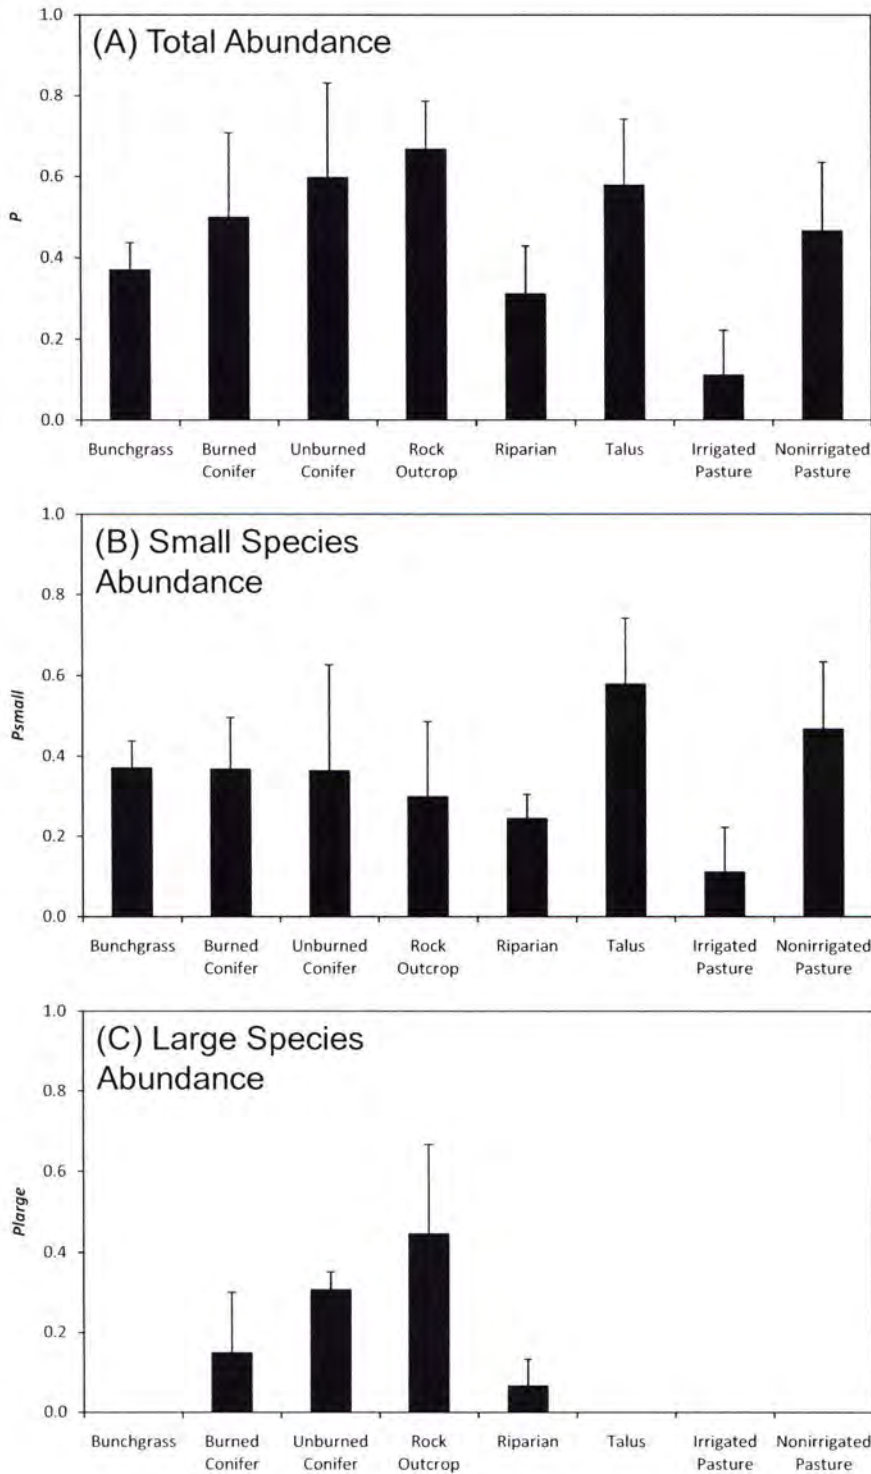 (A) Total Abundance
1.0
0.8
0.6
0.4
0.2
0.0
P
Bunchgrass Burned Unburned Rock Riparian Talus Irrigated Nonirrigated
Conifer Conifer Outcrop Pasture Pasture
(B) Small Species
Abundance
1.0
0.8
0.6
0.4
0.2
0.0
Psmall
Bunchgrass Burned Unburned Rock Riparian Talus Irrigated Nonirrigated
Conifer Conifer Outcrop Pasture Pasture
(C) Large Species
Abundance
1.0
0.8
0.6
0.4
0.2
0.0
Plarge
Bunchgrass Burned Unburned Rock Riparian Talus Irrigated Nonirrigated
Conifer Conifer Outcrop Pasture Pasture